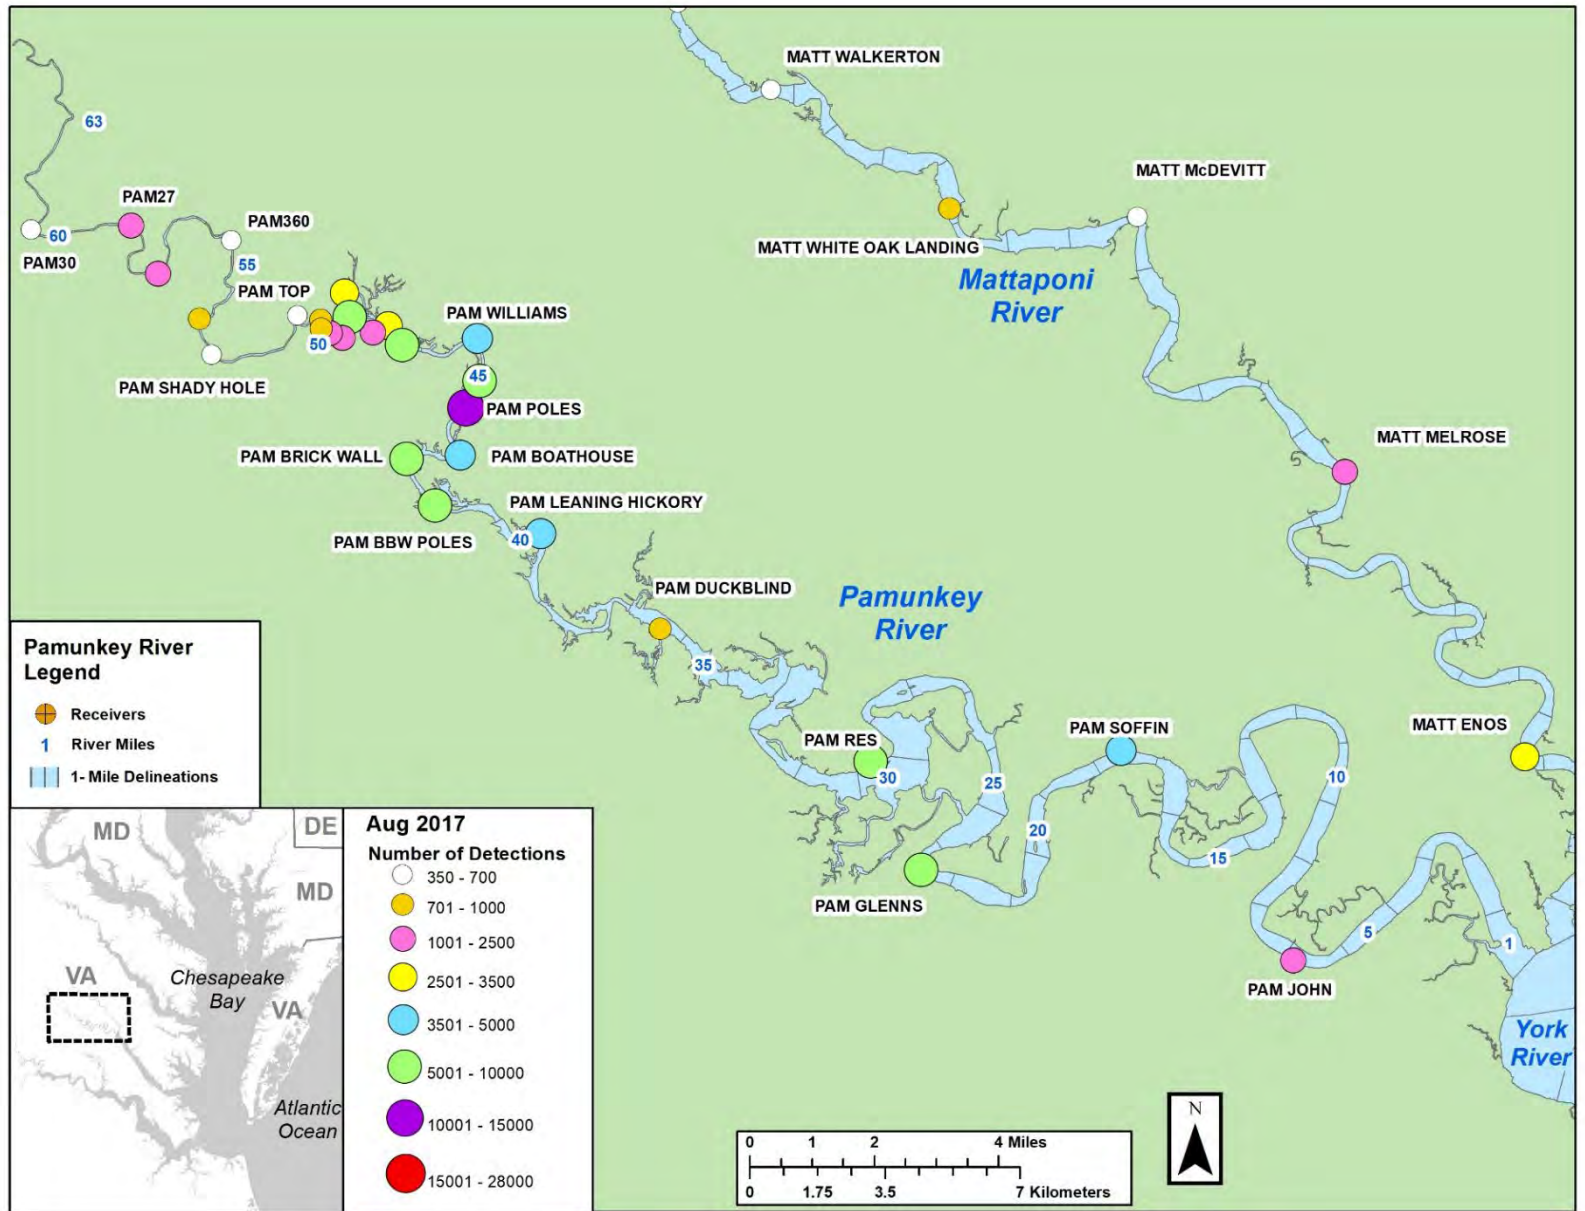 MATT WALKERTON
63
MATT McDEVITT
PAM27
PAM360
60
PAM30
55
MATT WHITE OAK LANDING
Mattaponi
River
PAM TOP
PAM WILLIAMS
50
PAM SHADY HOLE
45
PAM POLES
MATT MELROSE
PAM BRICK WALL
PAM BOATHOUSE
PAM LEANING HICKORY
40
PAM BBW POLES
PAM DUCKBLIND
Pamunkey
River
35
PAM RES
30
25
PAM SOFFIN
MATT ENOS
10
20
15
PAM GLENNS
5
1
PAM JOHN
York
River
Pamunkey River
Legend
Receivers
1 River Miles
1- Mile Delineations
MD
DE
MD
VA
Chesapeake
Bay
VA
Atlantic
Ocean
Aug 2017
Number of Detections
350 - 700
701 - 1000
1001 - 2500
2501 - 3500
3501 - 5000
5001 - 10000
10001 - 15000
15001 - 28000
0 1 2 4 Miles
0 1.75 3.5 7 Kilometers
N